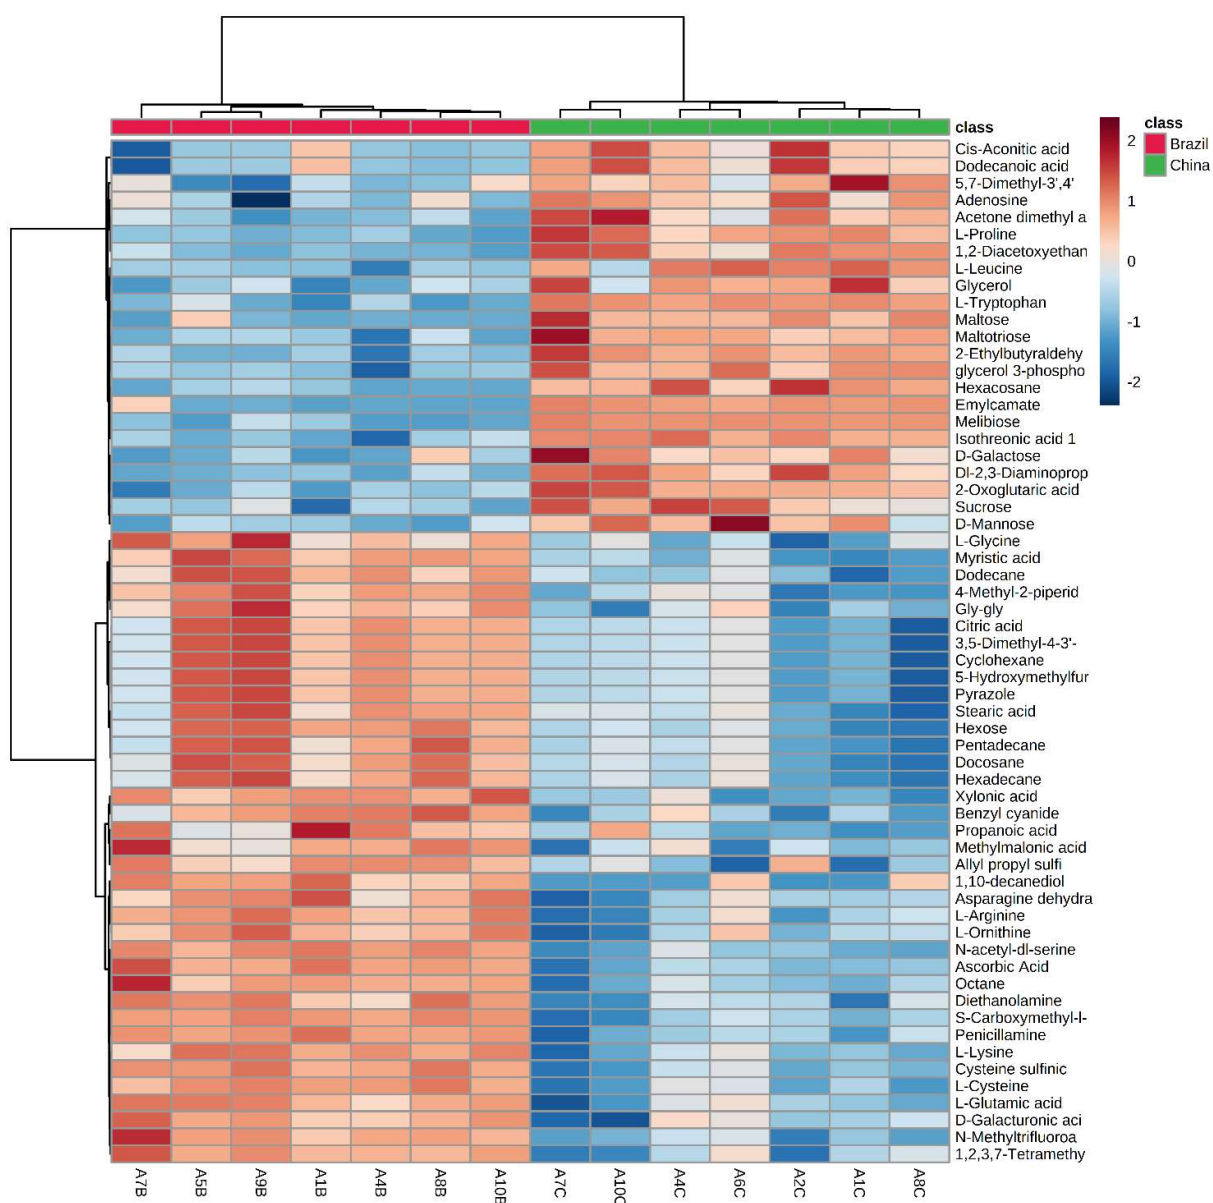 class
Cis-Aconitic acid
Dodecanoic acid
5,7-Dimethyl-3',4'
Adenosine
Acetone dimethyl a
L-Proline
1,2-Diacetoxyethan
L-Leucine
Glycerol
L-Tryptophan
Maltose
Maltotriose
2-Ethylbutyraldehy
glycerol 3-phospho
Hexacosane
Emylcamate
Melibiose
Isothreonic acid 1
D-Galactose
Dl-2,3-Diaminoprop
2-Oxoglutaric acid
Sucrose
D-Mannose
L-Glycine
Myristic acid
Dodecane
4-Methyl-2-piperid
Gly-gly
Citric acid
3,5-Dimethyl-4-3'-
Cyclohexane
5-Hydroxymethylfur
Pyrazole
Stearic acid
Hexose
Pentadecane
Docosane
Hexadecane
Xylonic acid
Benzyl cyanide
Propanoic acid
Methylmalonic acid
Allyl propyl sulfi
1,10-decanediol
Asparagine dehydra
L-Arginine
L-Ornithine
N-acetyl-dl-serine
Ascorbic Acid
Octane
Diethanolamine
S-Carboxymethyl-l-
Penicillamine
L-Lysine
Cysteine sulfinic
L-Cysteine
L-Glutamic acid
D-Galacturonic aci
N-Methyltrifluoroa
1,2,3,7-Tetramethy
2
1
0
-1
-2
class
Brazil
China
A7B
A5B
A9B
A1B
A4B
A8B
A10B
A7C
A10C
A4C
A6C
A2C
A1C
A8C